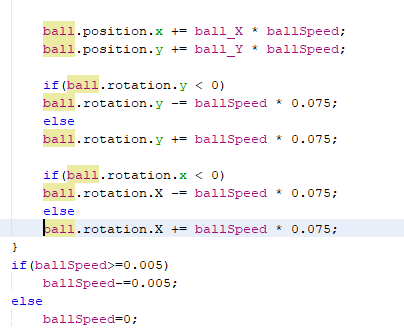 ball.position.x += ball_X * ballSpeed;
ball.position.y += ball_Y * ballSpeed;
if(ball.rotation.y < 0)
ball.rotation.y -= ballSpeed * 0.075;
else
ball.rotation.y += ballSpeed * 0.075;
if(ball.rotation.x < 0)
ball.rotation.X -= ballSpeed * 0.075;
else
ball.rotation.X += ballSpeed * 0.075;
}
if(ballSpeed>=0.005)
ballSpeed-=0.005;
else
ballSpeed=0;